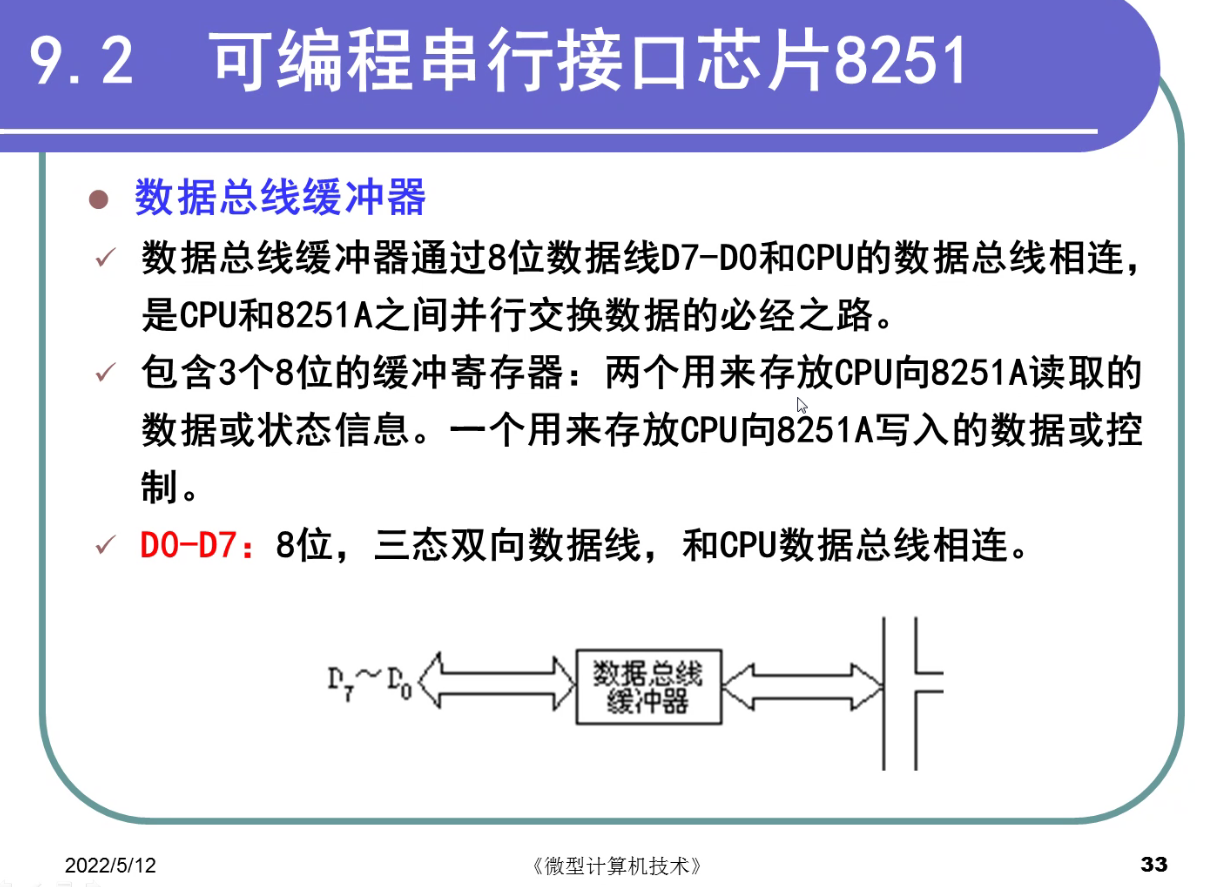 9.2 可编程串行接口芯片8251
数据总线缓冲器
数据总线缓冲器通过8位数据线D7-D0和CPU的数据总线相连，
是CPU和8251A之间并行交换数据的必经之路。
包含3个8位的缓冲寄存器：两个用来存放CPU向8251A读取的
数据或状态信息。一个用来存放CPU向8251A写入的数据或控
制。
D0-D7：8位，三态双向数据线，和CPU数据总线相连。
D7～D0
数据总线
缓冲器
2022/5/12
《微型计算机技术》
33